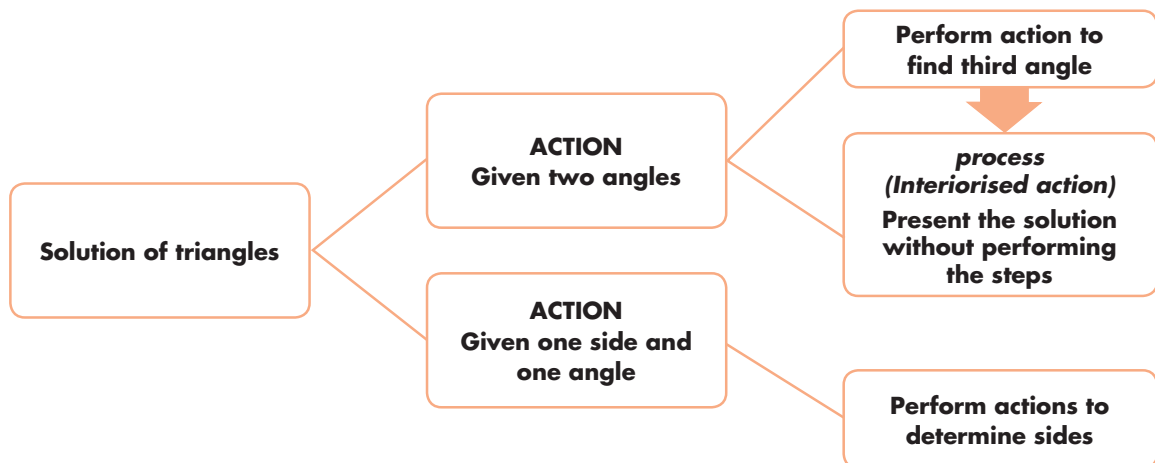 Solution of triangles
ACTION
Given two angles
ACTION
Given one side and
one angle
Perform action to
find third angle
process
(Interiorised action)
Present the solution
without performing
the steps
Perform actions to
determine sides